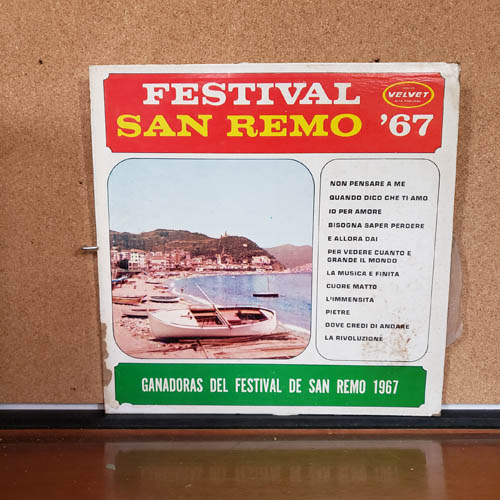 FESTIVAL
SAN REMO '67
VELVET
NON PENSARE A ME
QUANDO DICO CHE TI AMO
IO PER AMORE
BISOGNA SAPER PERDERE
E ALLORA DAI
PER VEDERE CUANTO E
GRANDE IL MONDO
LA MUSICA E FINITA
CUORE MATTO
L'IMMENSITA
PIETRE
DOVE CREDI DI ANDARE
LA RIVOLUZIONE
GANADORAS DEL FESTIVAL DE SAN REMO 1967